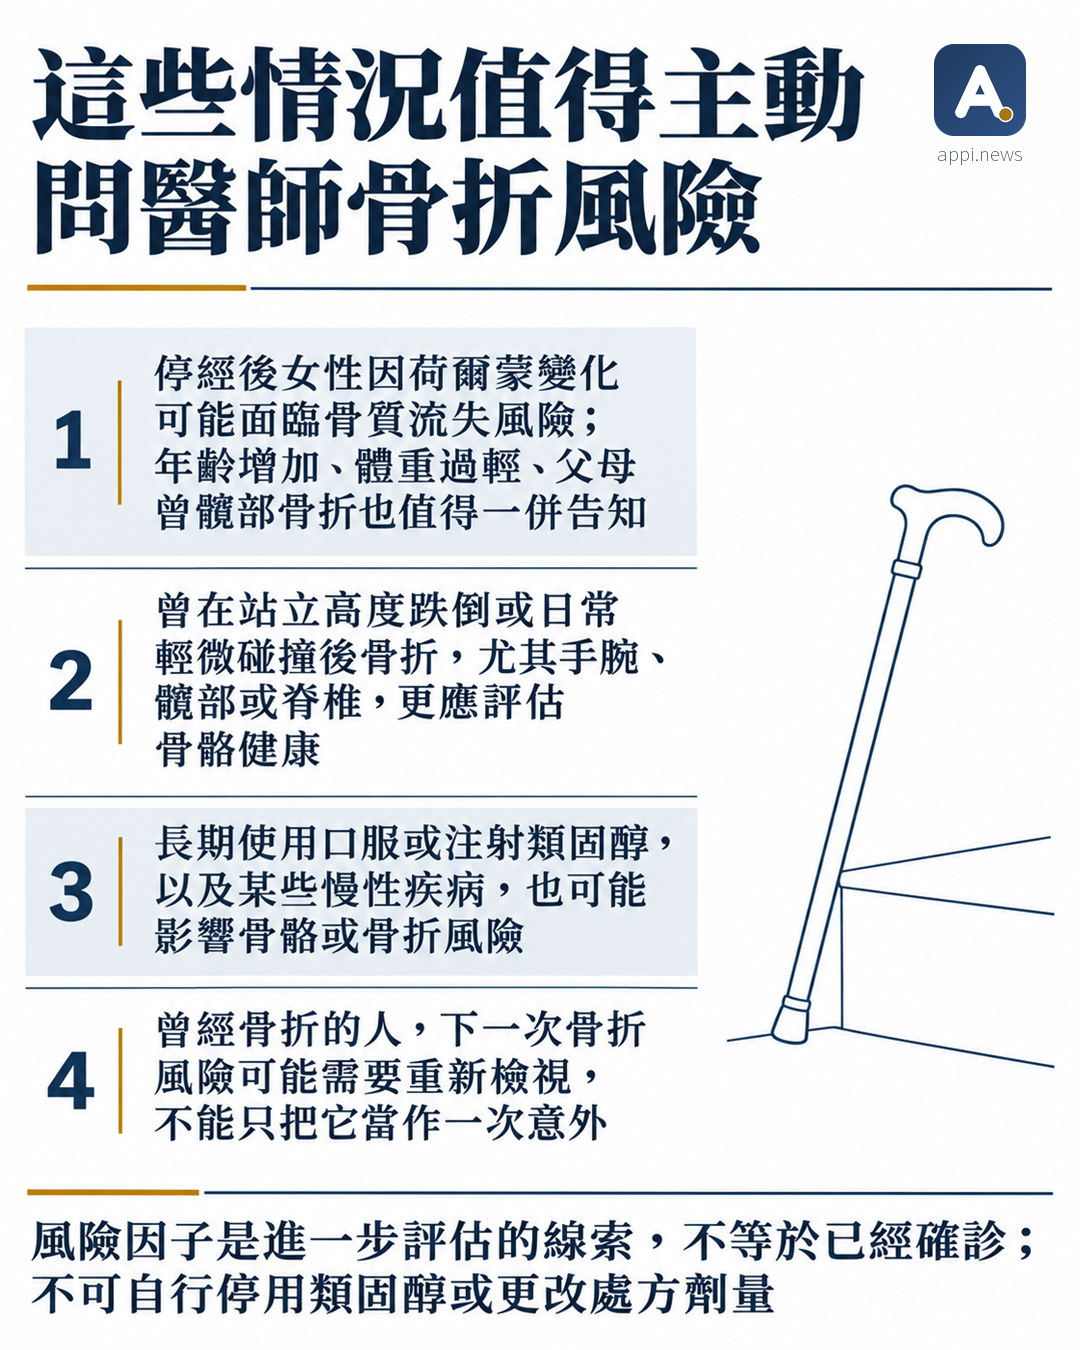 這些情況值得主動
問醫師骨折風險
A.
appi.news
1
停經後女性因荷爾蒙變化
可能面臨骨質流失風險；
年齡增加、體重過輕、父母
曾髖部骨折也值得一併告知
2
曾在站立高度跌倒或日常
輕微碰撞後骨折，尤其手腕、
髖部或脊椎，更應評估
骨骼健康
3
長期使用口服或注射類固醇，
以及某些慢性疾病，也可能
影響骨骼或骨折風險
4
曾經骨折的人，下一次骨折
風險可能需要重新檢視，
不能只把它當作一次意外
風險因子是進一步評估的線索，不等於已經確診；
不可自行停用類固醇或更改處方劑量